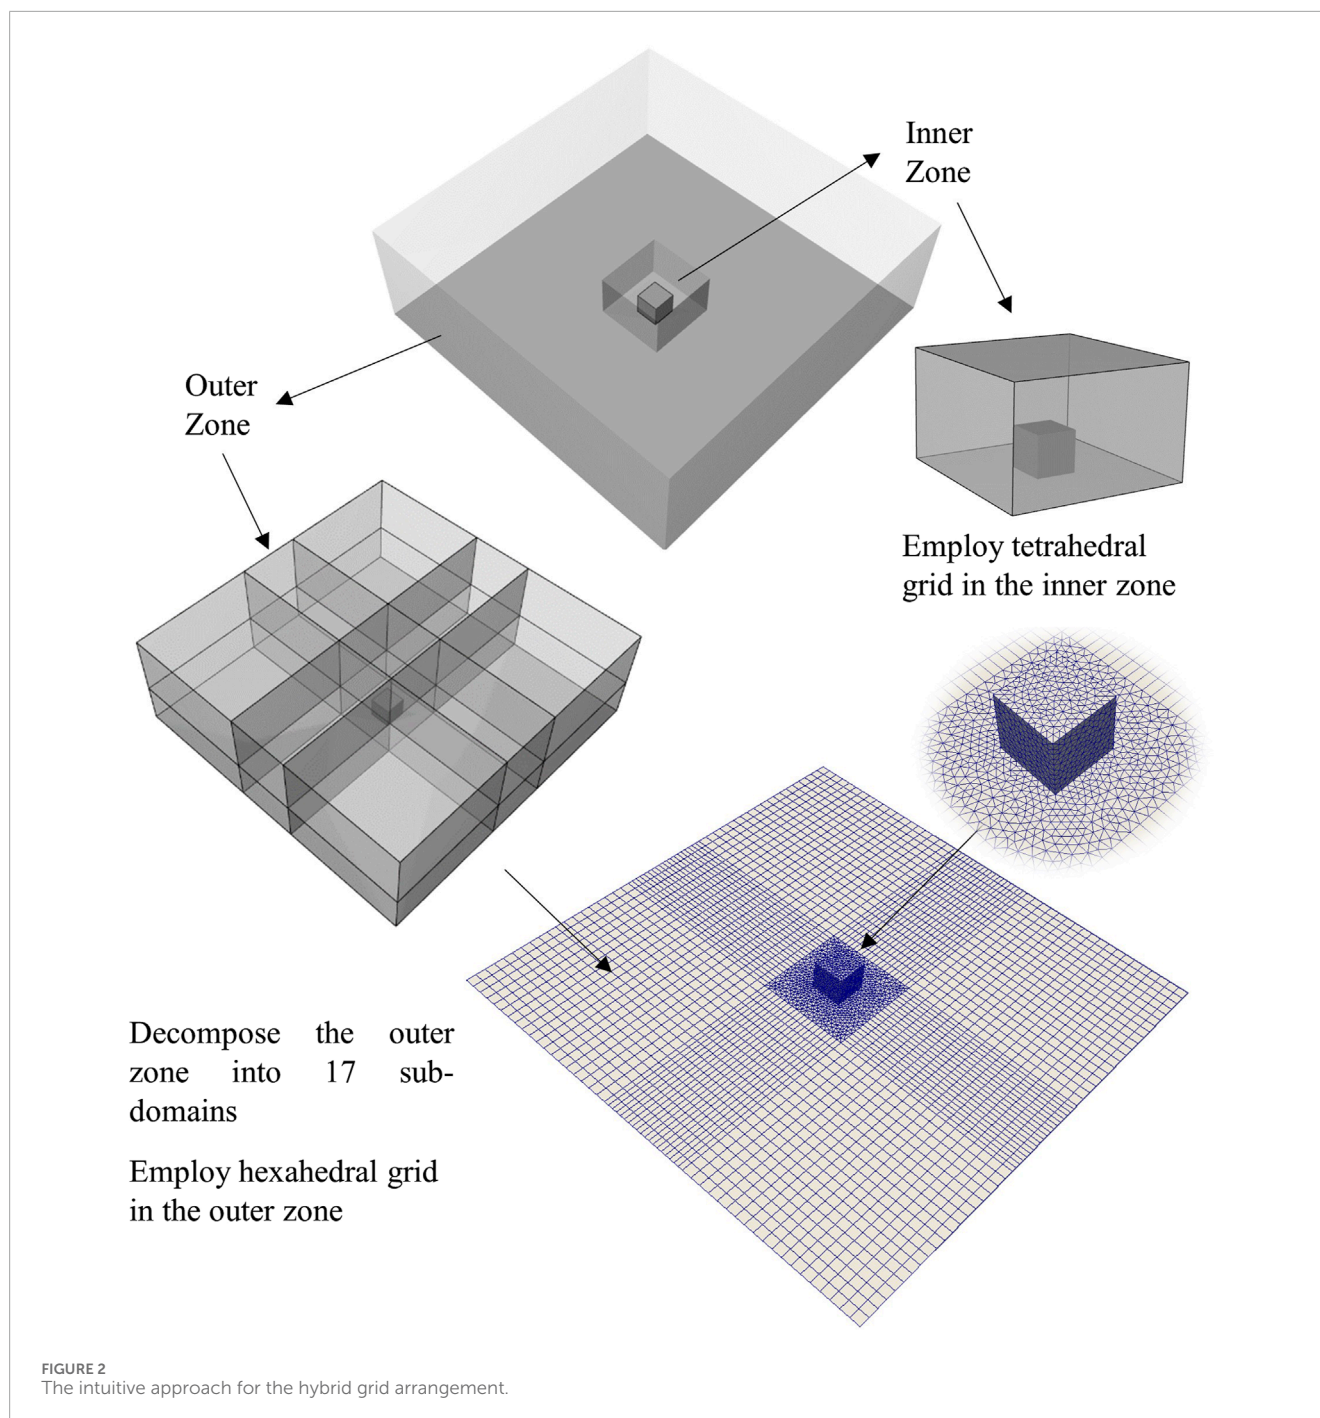 Inner
Zone
Outer
Zone
Employ tetrahedral
grid in the inner zone
Decompose the outer
zone into 17 sub-
domains
Employ hexahedral grid
in the outer zone
FIGURE 2
The intuitive approach for the hybrid grid arrangement.